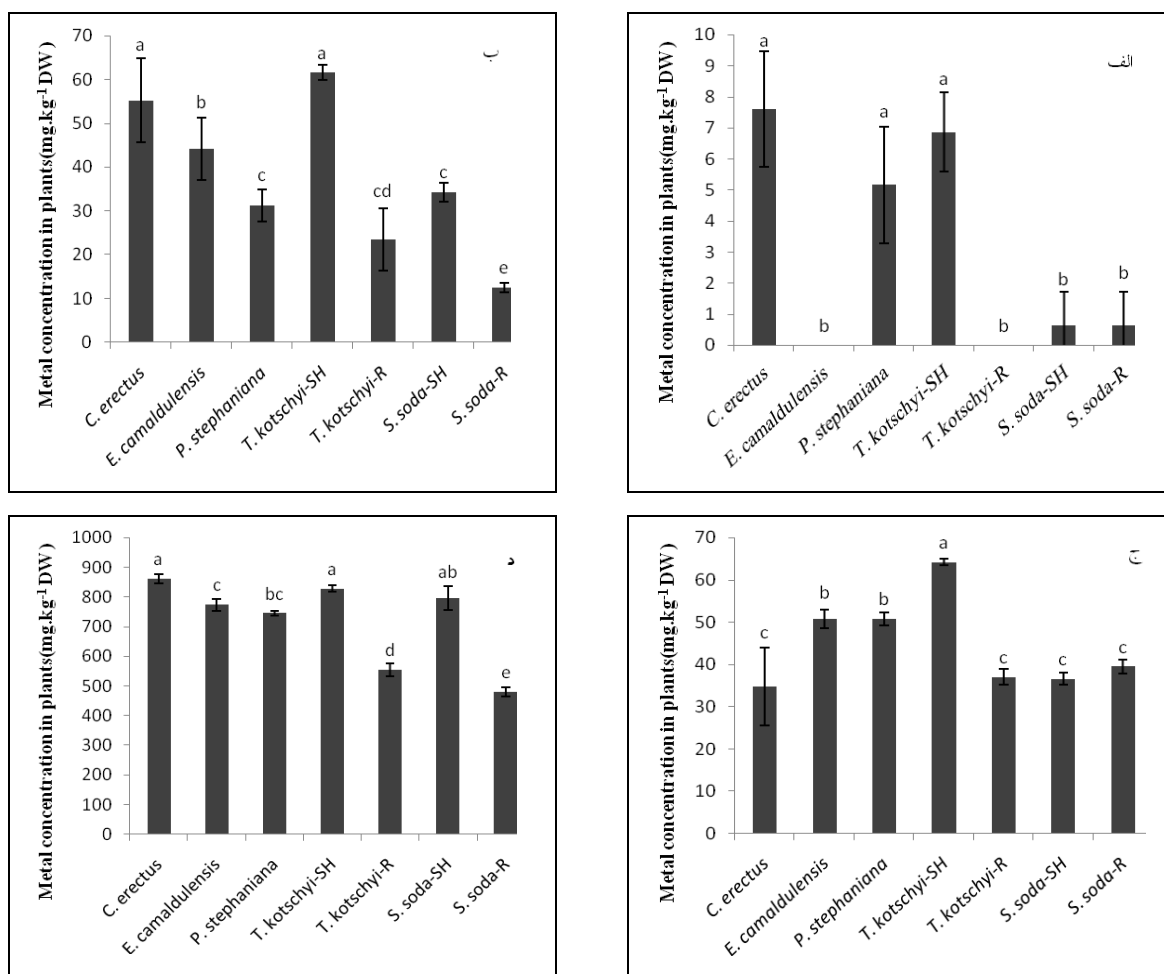 Metal concentration in plants(mg.kg-1 DW)
70
60
50
40
30
20
10
0
ب
a
b
c
a
cd
c
e
C. erectus
E. camaldulensis
P. stephaniana
T. kotschyi-SH
T. kotschyi-R
S. soda-SH
S. soda-R
Metal concentration in plants(mg.kg-1 DW)
10
9
8
7
6
5
4
3
2
1
0
الف
a
b
a
a
b
b
b
C. erectus
E. camaldulensis
P. stephaniana
T. kotschyi-SH
T. kotschyi-R
S. soda-SH
S. soda-R
Metal concentration in plants(mg.kg-1 DW)
1000
900
800
700
600
500
400
300
200
100
0
د
a
c
bc
a
d
ab
e
C. erectus
E. camaldulensis
P. stephaniana
T. kotschyi-SH
T. kotschyi-R
S. soda-SH
S. soda-R
Metal concentration in plants(mg.kg-1 DW)
70
60
50
40
30
20
10
0
ج
c
b
b
a
c
c
c
C. erectus
E. camaldulensis
P. stephaniana
T. kotschyi-SH
T. kotschyi-R
S. soda-SH
S. soda-R